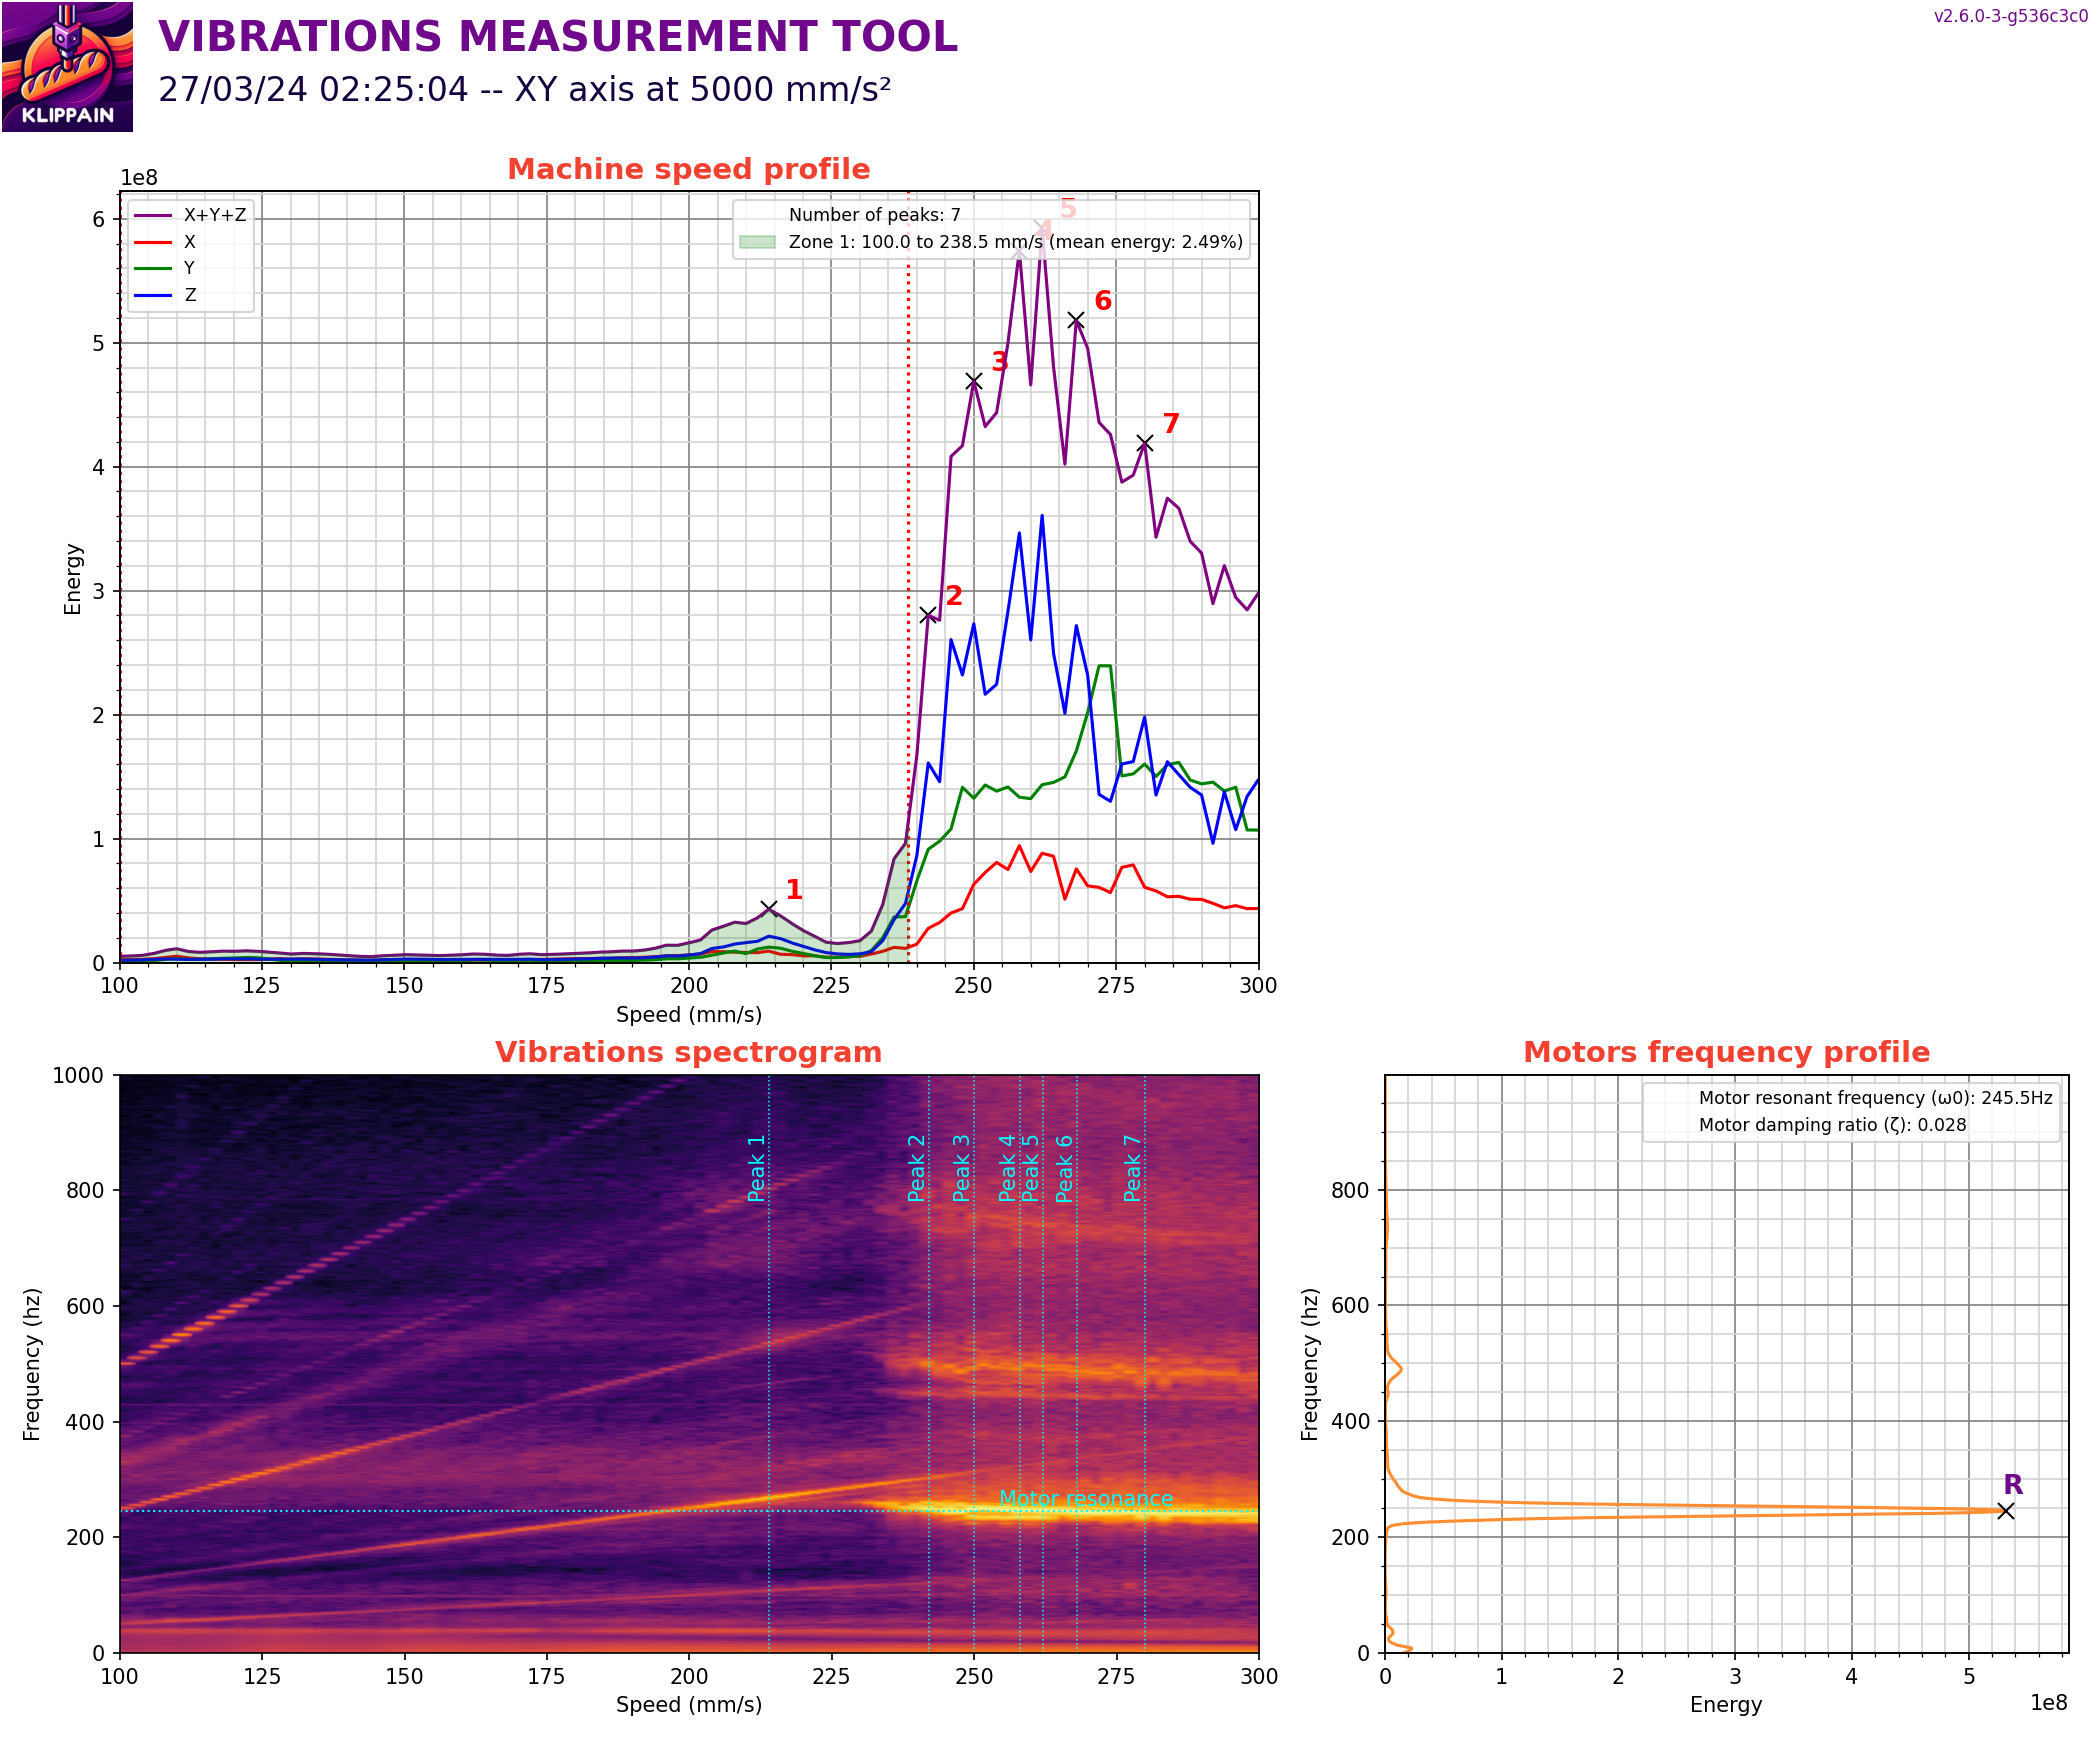 v2.6.0-3-g536c3c0
VIBRATIONS MEASUREMENT TOOL
27/03/24 02:25:04 -- XY axis at 5000 mm/s²
KLIPPAIN
Machine speed profile
1e8
X+Y+Z
X
Y
Z
Number of peaks: 7
Zone 1: 100.0 to 238.5 mm/s (mean energy: 2.49%)
1
2
3
4
5
6
7
Energy
6
5
4
3
2
1
0
100 125 150 175 200 225 250 275 300
Speed (mm/s)
Vibrations spectrogram
Frequency (hz)
1000
800
600
400
200
0
Peak 1
Peak 2
Peak 3
Peak 4
Peak 5
Peak 6
Peak 7
Motor resonance
100 125 150 175 200 225 250 275 300
Speed (mm/s)
Motors frequency profile
Motor resonant frequency (ω0): 245.5Hz
Motor damping ratio (ζ): 0.028
R
Frequency (hz)
800
600
400
200
0
0 1 2 3 4 5
1e8
Energy